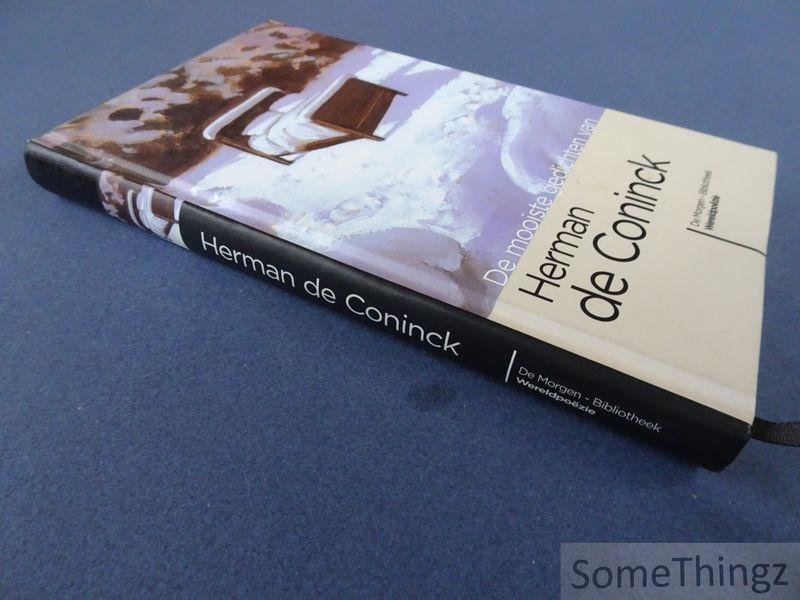 De mooiste gedichten van
Herman
de Coninck
De Morgen - Bibliotheek
Wereldpoëzie
Herman de Coninck
De Morgen - Bibliotheek
Wereldpoëzie
SomeThingz